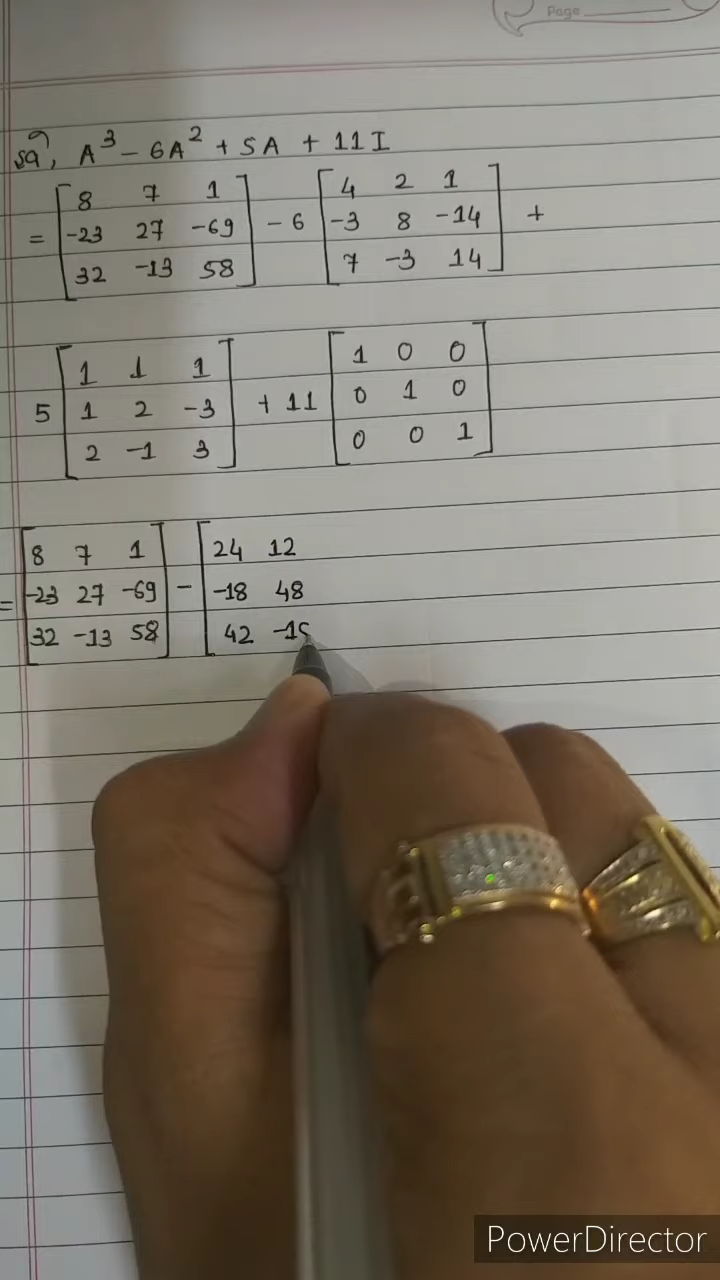 Page
अब, A³ - 6A² + 5A + 11 I
= [8 7 1 -23 27 -69 32 -13 58] - 6 [4 2 1 -3 8 -14 7 -3 14] +
5 [1 1 1 1 2 -3 2 -1 3] + 11 [1 0 0 0 1 0 0 0 1]
= [8 7 1 -23 27 -69 32 -13 58] - [24 12 -18 48 42
PowerDirector